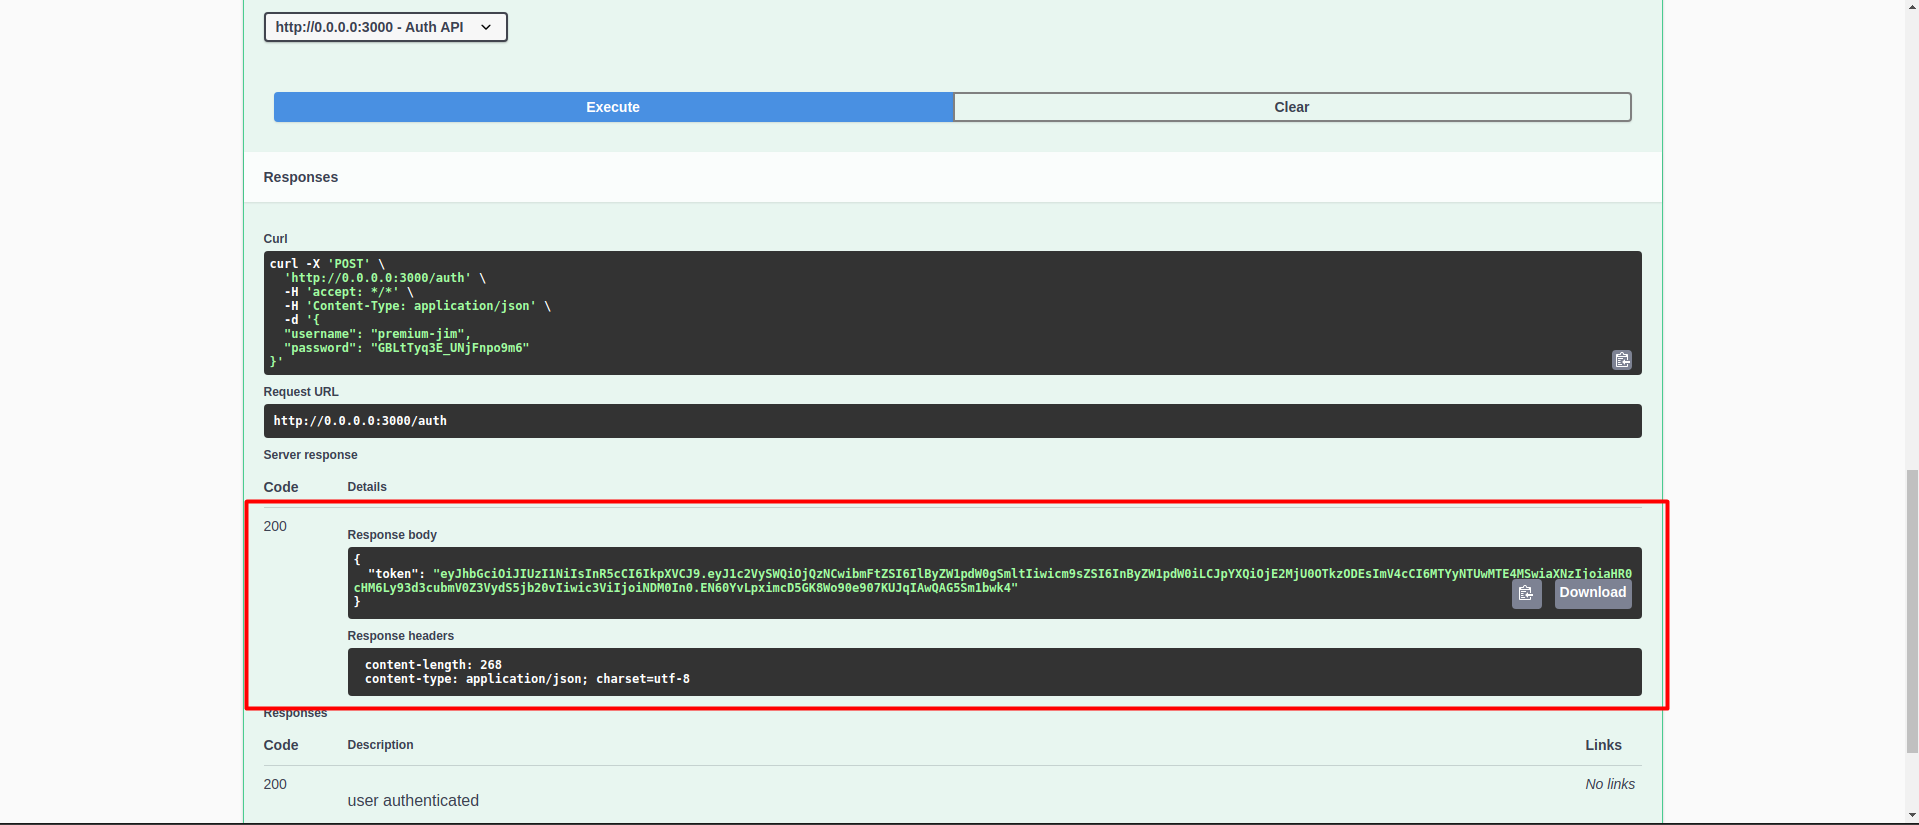 http://0.0.0.0:3000 - Auth API
Execute
Clear
Responses
Curl
curl -X 'POST' \
  'http://0.0.0.0:3000/auth' \
  -H 'accept: */*' \
  -H 'Content-Type: application/json' \
  -d '{
  "username": "premium-jim",
  "password": "GBLtTyq3E_UNjFnpo9m6"
}'
Request URL
http://0.0.0.0:3000/auth
Server response
Code Details
200
Response body
{
  "token": "eyJhbGciOiJIUzI1NiIsInR5cCI6IkpXVCJ9.eyJ1c2VySWQiOjQzNCwibmFtZSI6IlByZW1pdW0gSmltIiwicm9sZSI6InByZW1pdW0iLCJpYXQiOjE2MjU0OTkzODEsImV4cCI6MTYyNTUwMTE4MSwiaXNzIjoiaHR0
cHM6Ly93d3cubmV0Z3VydS5jb20vIiwic3ViIjoiNDM0In0.EN60YvLpximcD5GK8Wo90e907KUJqIAwQAG5Sm1bwk4"
}
Download
Response headers
content-length: 268
content-type: application/json; charset=utf-8
Responses
Code Description Links
200 No links
user authenticated